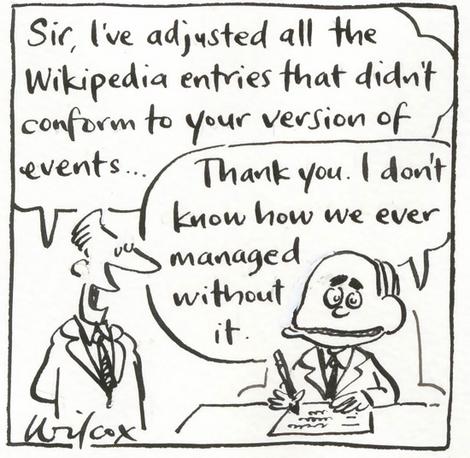 Sir, I've adjusted all the
Wikipedia entries that didn't
conform to your version of
events...
Thank you. I don't
know how we ever
managed
without
it.
Wilcox